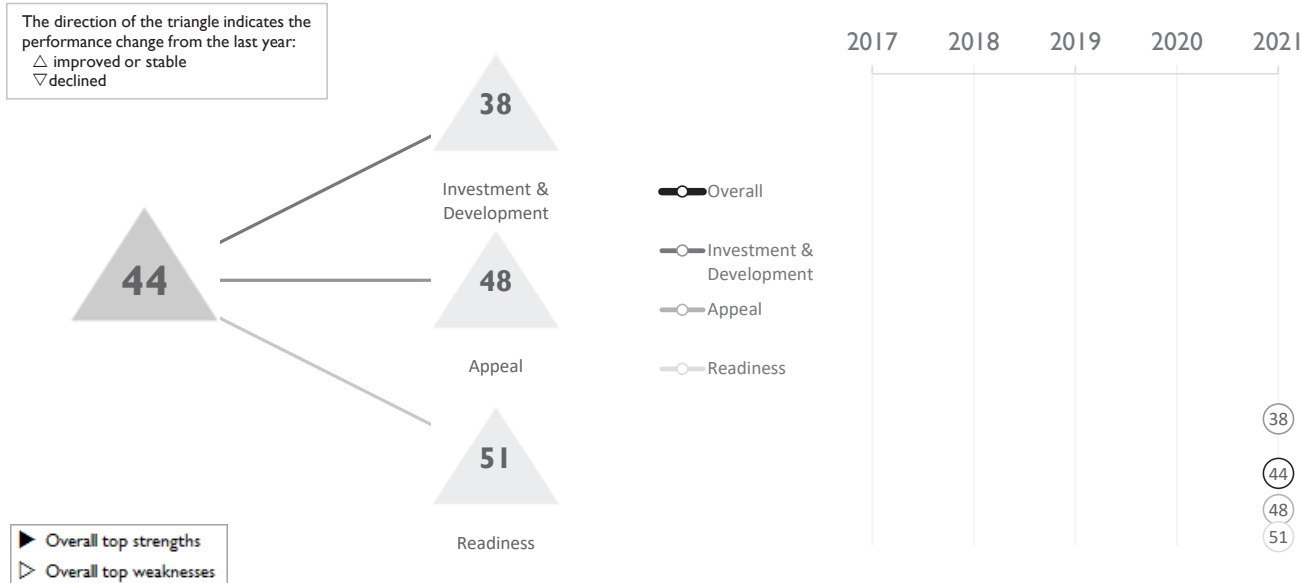 The direction of the triangle indicates the
performance change from the last year:
△ improved or stable
▽ declined
44
38
Investment &
Development
48
Appeal
51
Readiness
▶ Overall top strengths
▷ Overall top weaknesses
Overall
Investment &
Development
Appeal
Readiness
2017 2018 2019 2020 2021
38
44
48
51